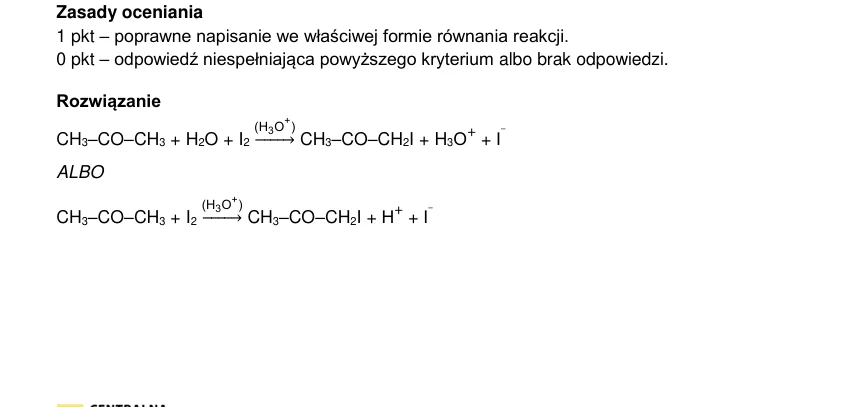 Zasady oceniania
1 pkt – poprawne napisanie we właściwej formie równania reakcji.
0 pkt – odpowiedź niespełniająca powyższego kryterium albo brak odpowiedzi.
Rozwiązanie
CH₃–CO–CH₃ + H₂O + I₂ (H₃O⁺) ⟶ CH₃–CO–CH₂I + H₃O⁺ + I⁻
ALBO
CH₃–CO–CH₃ + I₂ (H₃O⁺) ⟶ CH₃–CO–CH₂I + H⁺ + I⁻
CENTRALNA